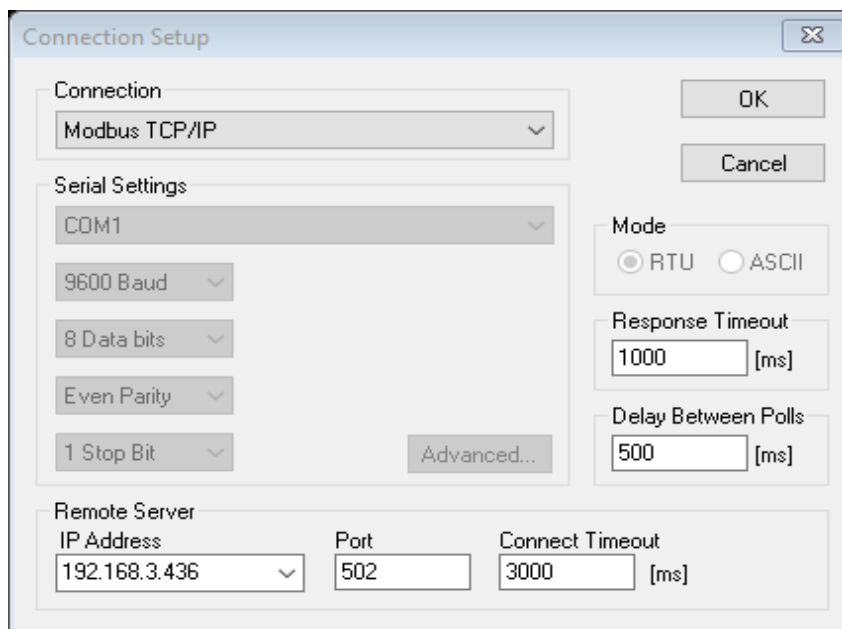 Connection Setup
Connection
Modbus TCP/IP
OK
Cancel
Serial Settings
COM1
9600 Baud
8 Data bits
Even Parity
1 Stop Bit
Advanced...
Mode
RTU
ASCII
Response Timeout
1000 [ms]
Delay Between Polls
500 [ms]
Remote Server
IP Address
192.168.3.436
Port
502
Connect Timeout
3000 [ms]